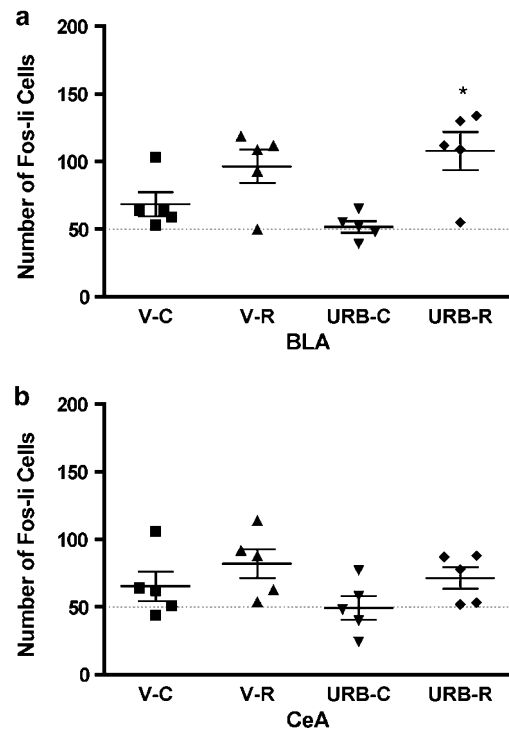 a
Number of Fos-li Cells
200
150
100
50
0
*
V-C V-R URB-C URB-R
BLA
b
Number of Fos-li Cells
200
150
100
50
0
V-C V-R URB-C URB-R
CeA